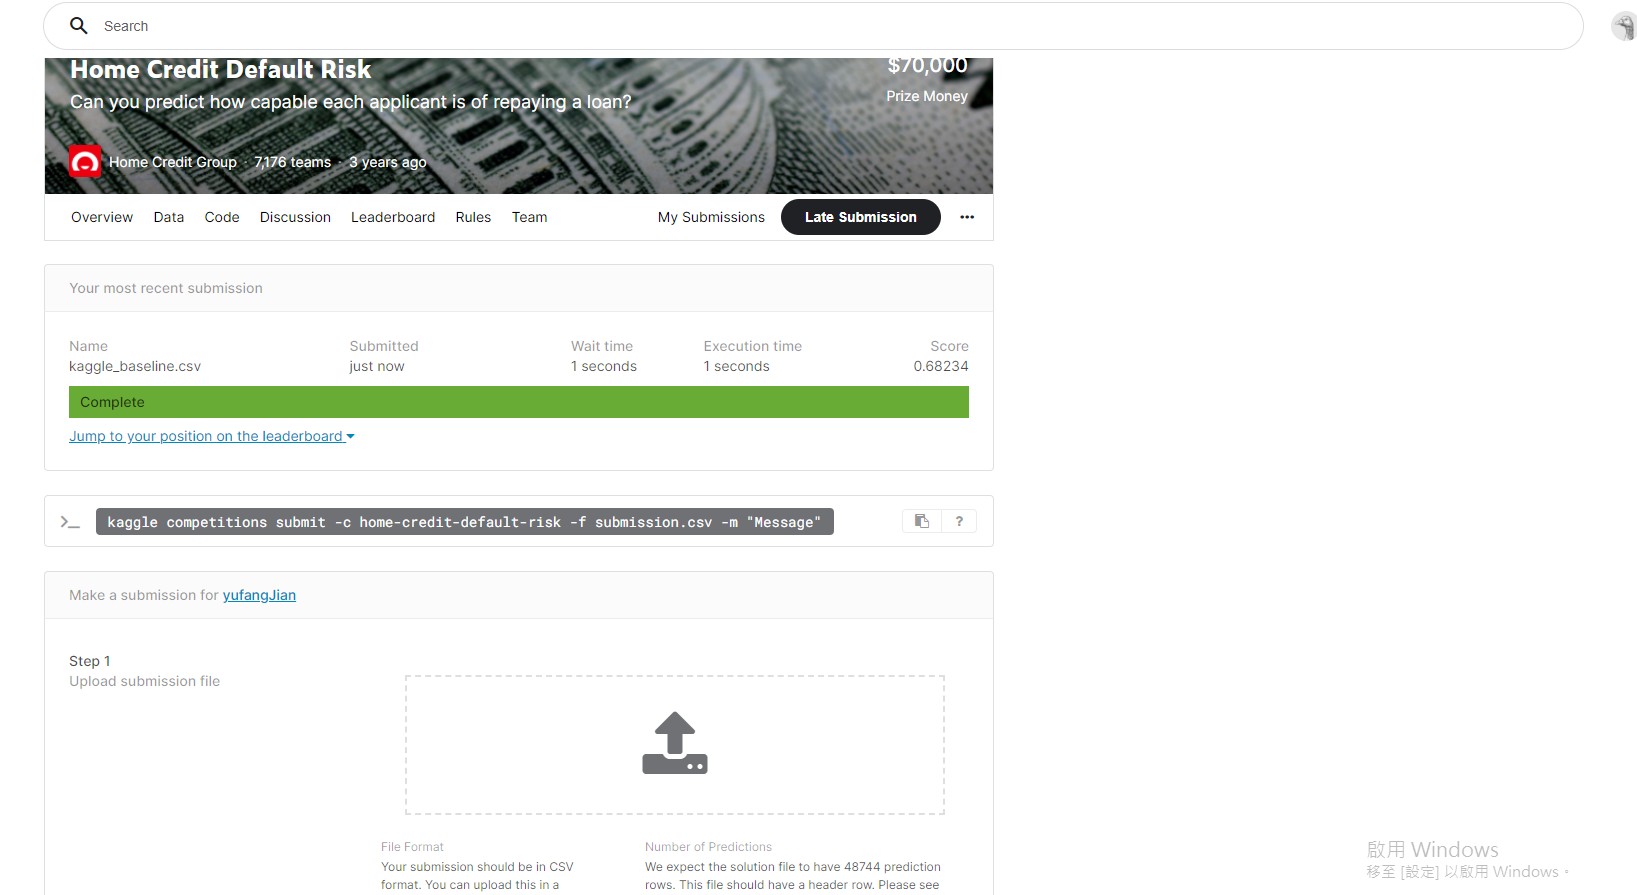 Search
Home Credit Default Risk
$70,000
Can you predict how capable each applicant is of repaying a loan?
Prize Money
Home Credit Group · 7,176 teams · 3 years ago
Overview Data Code Discussion Leaderboard Rules Team My Submissions Late Submission
Your most recent submission
Name Submitted Wait time Execution time Score
kaggle_baseline.csv just now 1 seconds 1 seconds 0.68234
Complete
Jump to your position on the leaderboard
>_ kaggle competitions submit -c home-credit-default-risk -f submission.csv -m "Message" ?
Make a submission for yufangJian
Step 1
Upload submission file
File Format
Your submission should be in CSV
format. You can upload this in a
Number of Predictions
We expect the solution file to have 48744 prediction
rows. This file should have a header row. Please see
啟用 Windows
移至 [設定] 以啟用 Windows。